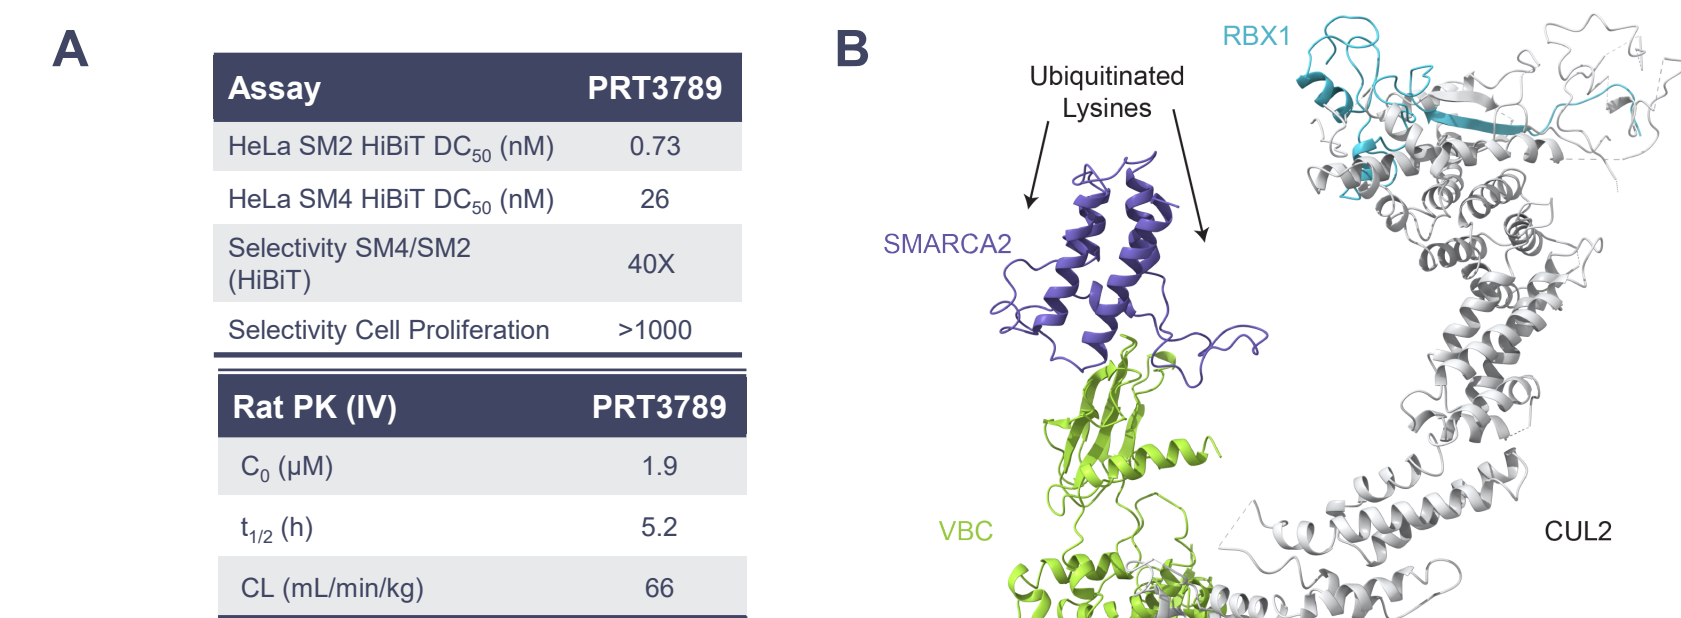 A
Assay PRT3789
HeLa SM2 HiBiT DC50 (nM) 0.73
HeLa SM4 HiBiT DC50 (nM) 26
Selectivity SM4/SM2
(HiBiT) 40X
Selectivity Cell Proliferation >1000
Rat PK (IV) PRT3789
C0 (µM) 1.9
t1/2 (h) 5.2
CL (mL/min/kg) 66
B
RBX1
Ubiquitinated
Lysines
SMARCA2
VBC
CUL2